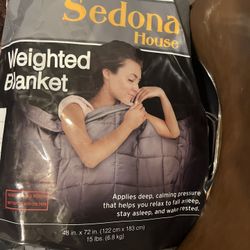 Sedona
House
Weighted
Blanket
Applies deep, calming pressure
that helps you relax to fall asleep,
stay asleep, and wake rested.
48 in. x 72 in. (122 cm x 183 cm)
15 lbs. (6.8 kg)